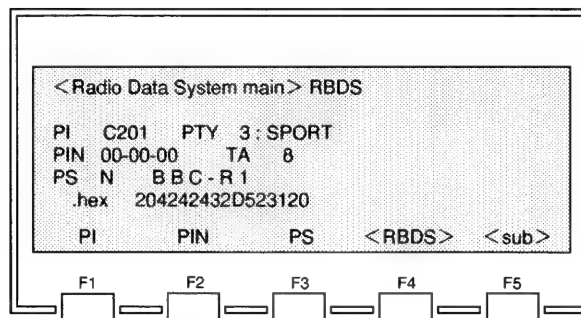 <Radio Data System main> RBDS
PI C201 PTY 3 : SPORT
PIN 00-00-00 TA 8
PS N B B C - R 1
.hex 204242432D523120
PI PIN PS <RBDS> <sub>
F1 F2 F3 F4 F5